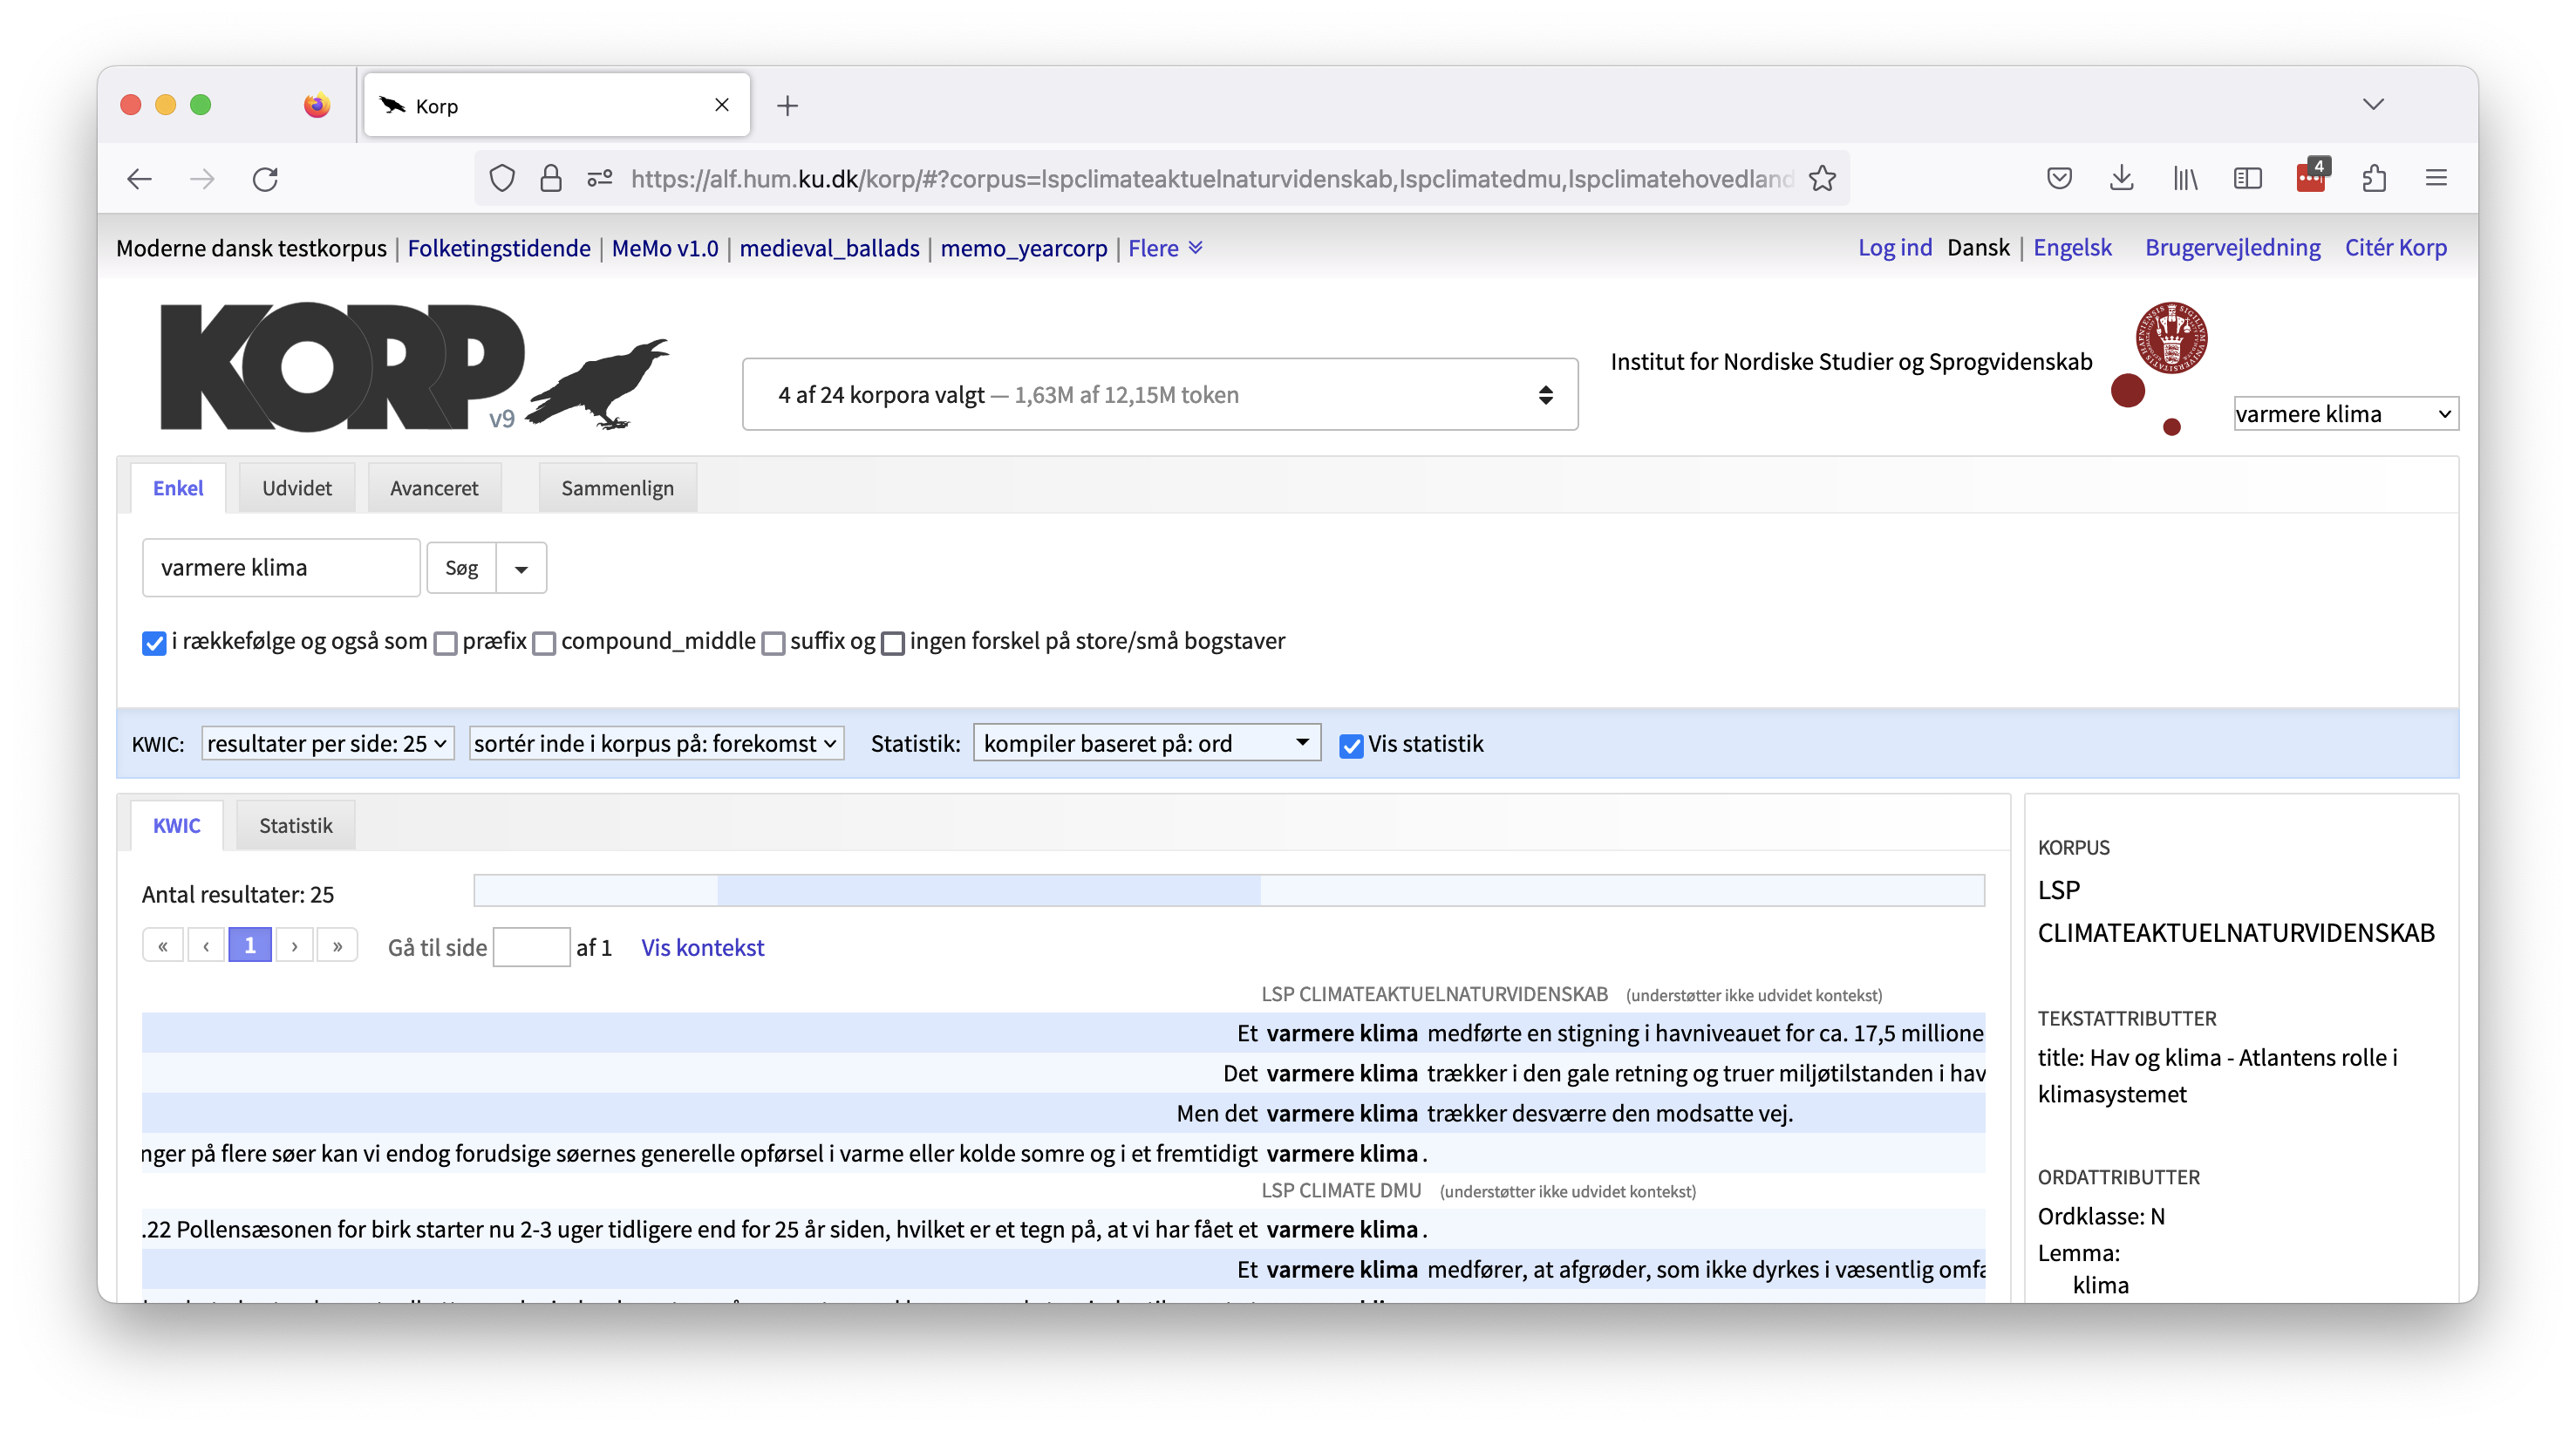 Korp
https://alf.hum.ku.dk/korp/#?corpus=lspclimateaktuelnaturvidenskab,lspclimatedmu,lspclimatehovedland
4
Moderne dansk testkorpus | Folketingstidende | MeMo v1.0 | medieval_ballads | memo_yearcorp | Flere
Log ind Dansk | Engelsk Brugervejledning Citér Korp
KORP v9
4 af 24 korpora valgt — 1,63M af 12,15M token
Institut for Nordiske Studier og Sprogvidenskab
varmere klima
Enkel Udvidet Avanceret Sammenlign
varmere klima Søg
i rækkefølge og også som præfix compound_middle suffix og ingen forskel på store/små bogstaver
KWIC: resultater per side: 25 sortér inde i korpus på: forekomst Statistik: kompiler baseret på: ord Vis statistik
KWIC Statistik
Antal resultater: 25
« ‹ 1 › » Gå til side af 1 Vis kontekst
LSP CLIMATEAKTUELNATURVIDENSKAB (understøtter ikke udvidet kontekst)
Et varmere klima medførte en stigning i havniveauet for ca. 17,5 millione
Det varmere klima trækker i den gale retning og truer miljøtilstanden i hav
Men det varmere klima trækker desværre den modsatte vej.
nger på flere søer kan vi endog forudsige søernes generelle opførsel i varme eller kolde somre og i et fremtidigt varmere klima .
LSP CLIMATE DMU (understøtter ikke udvidet kontekst)
.22 Pollensæsonen for birk starter nu 2-3 uger tidligere end for 25 år siden, hvilket er et tegn på, at vi har fået et varmere klima .
Et varmere klima medfører, at afgrøder, som ikke dyrkes i væsentlig omfa
KORPUS
LSP
CLIMATEAKTUELNATURVIDENSKAB
TEKSTATTRIBUTTER
title: Hav og klima - Atlantens rolle i
klimasystemet
ORDATTRIBUTTER
Ordklasse: N
Lemma:
klima